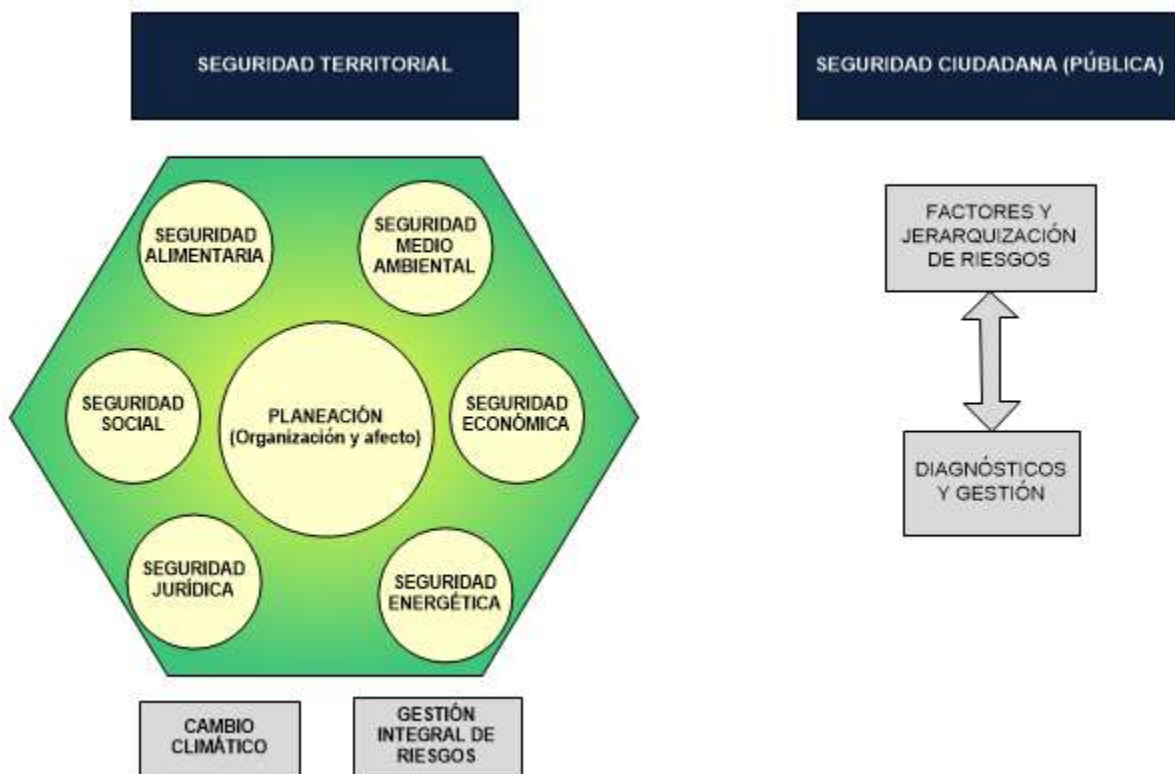 SEGURIDAD TERRITORIAL
SEGURIDAD CIUDADANA (PÚBLICA)
SEGURIDAD
ALIMENTARIA
SEGURIDAD
MEDIO
AMBIENTAL
SEGURIDAD
SOCIAL
PLANEACIÓN
(Organización y afecto)
SEGURIDAD
ECONÓMICA
SEGURIDAD
JURÍDICA
SEGURIDAD
ENERGÉTICA
CAMBIO
CLIMÁTICO
GESTIÓN
INTEGRAL DE
RIESGOS
FACTORES Y
JERARQUIZACIÓN
DE RIESGOS
DIAGNÓSTICOS
Y GESTIÓN